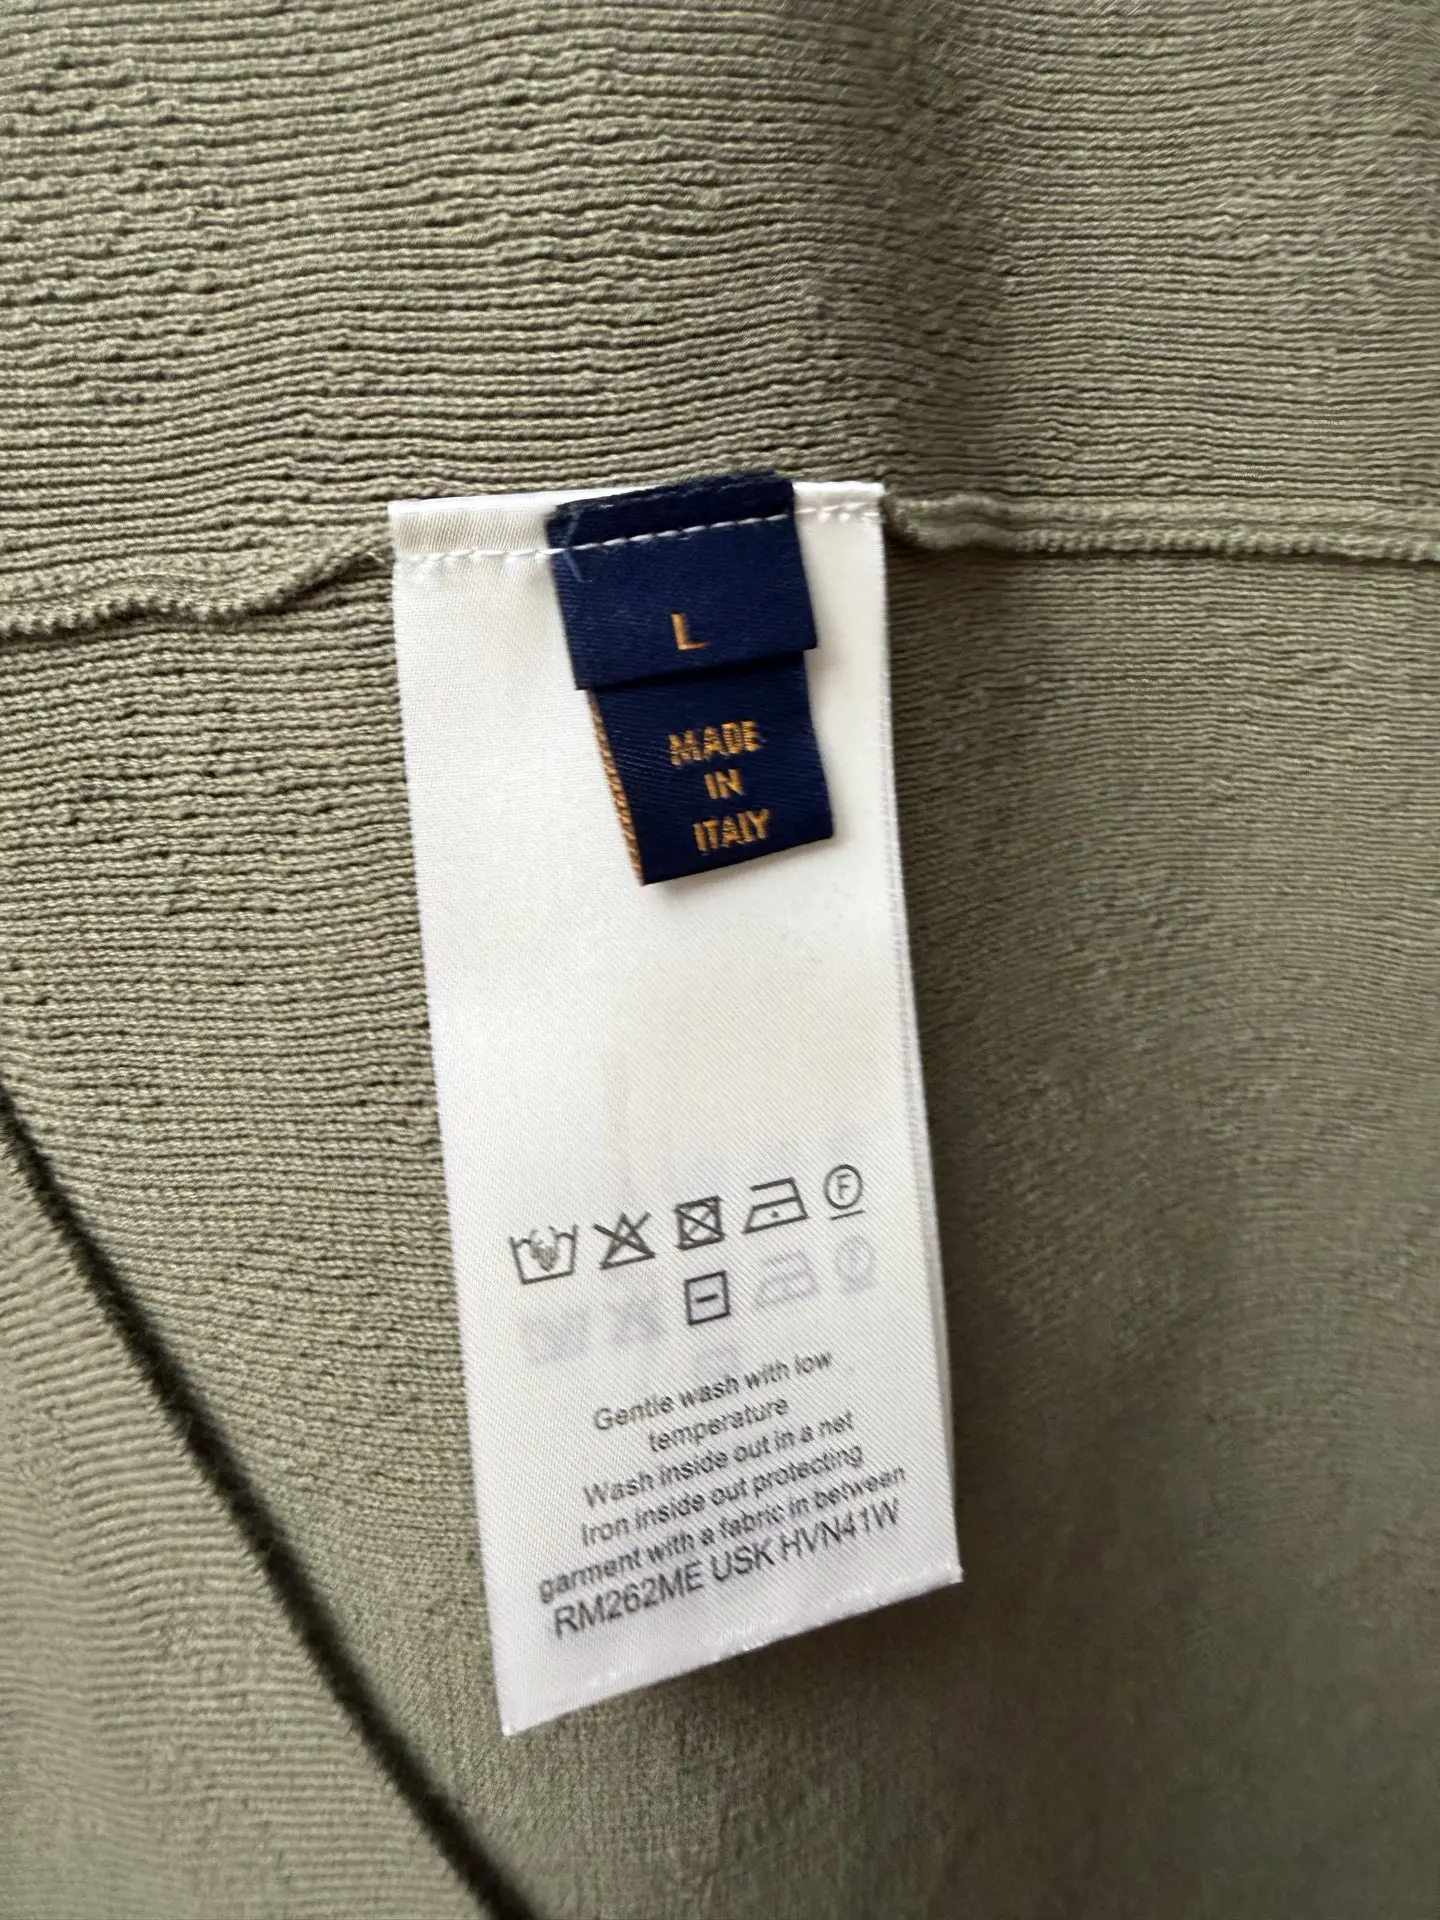 L
MADE
IN
ITALY
F
Gentle wash with low
temperature
Wash inside out in a net
Iron inside out protecting
garment with a fabric in between
RM262ME USK HVN41W